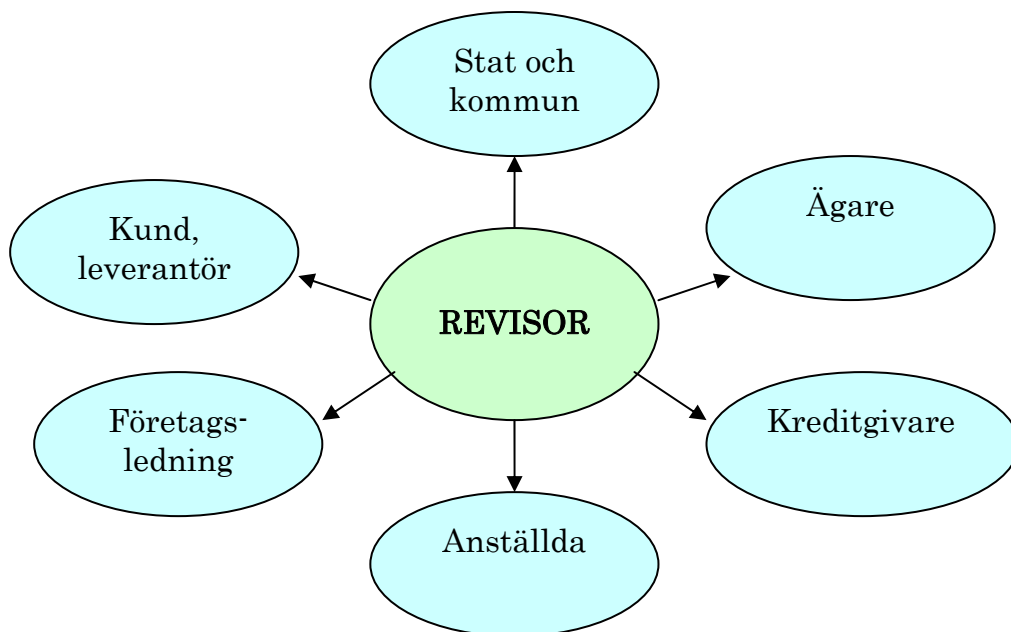 Stat och
kommun
Ägare
Kund,
leverantör
REVISOR
Företags-
ledning
Kreditgivare
Anställda